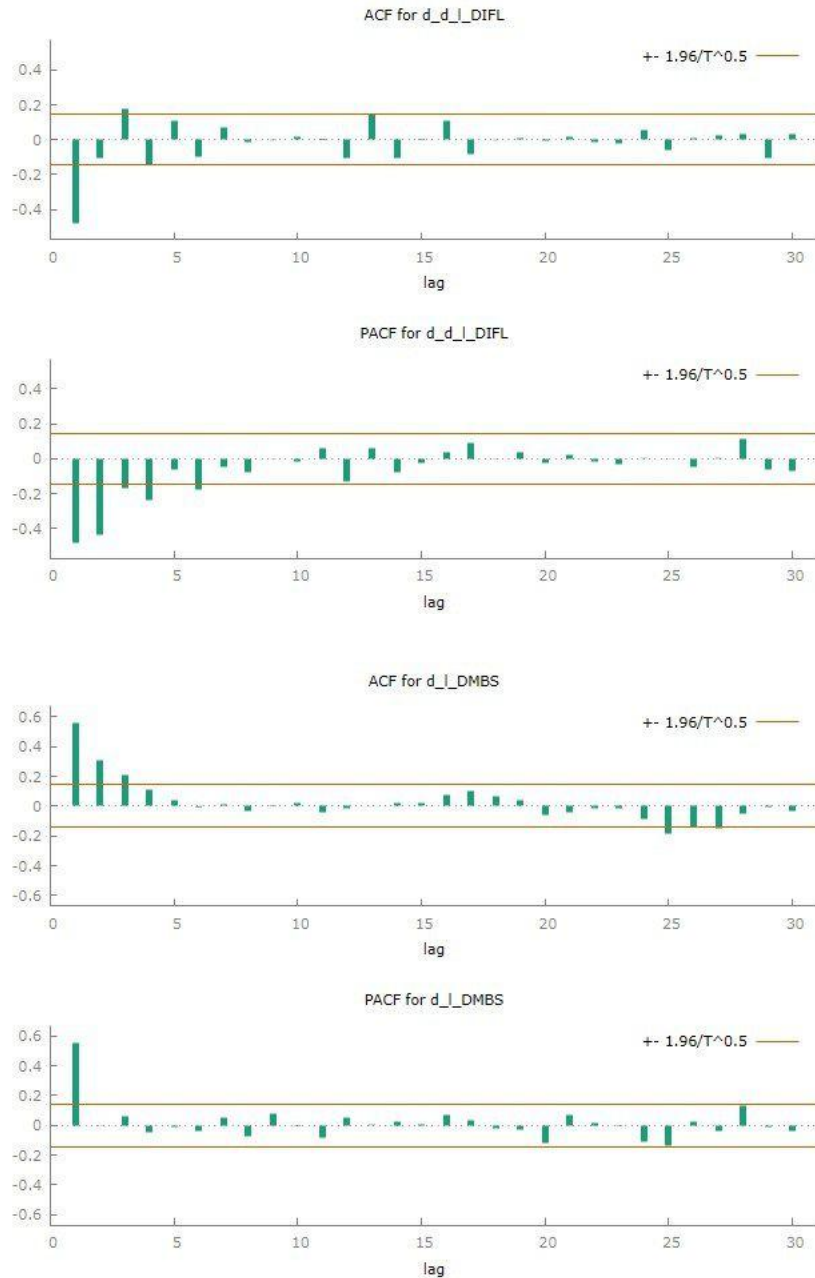 ACF for d_d_l_DIFL
+- 1.96/T^0.5
0.4
0.2
0
-0.2
-0.4
0 5 10 15 20 25 30
lag
PACF for d_d_l_DIFL
+- 1.96/T^0.5
0.4
0.2
0
-0.2
-0.4
0 5 10 15 20 25 30
lag
ACF for d_l_DMBS
+- 1.96/T^0.5
0.6
0.4
0.2
0
-0.2
-0.4
-0.6
0 5 10 15 20 25 30
lag
PACF for d_l_DMBS
+- 1.96/T^0.5
0.6
0.4
0.2
0
-0.2
-0.4
-0.6
0 5 10 15 20 25 30
lag